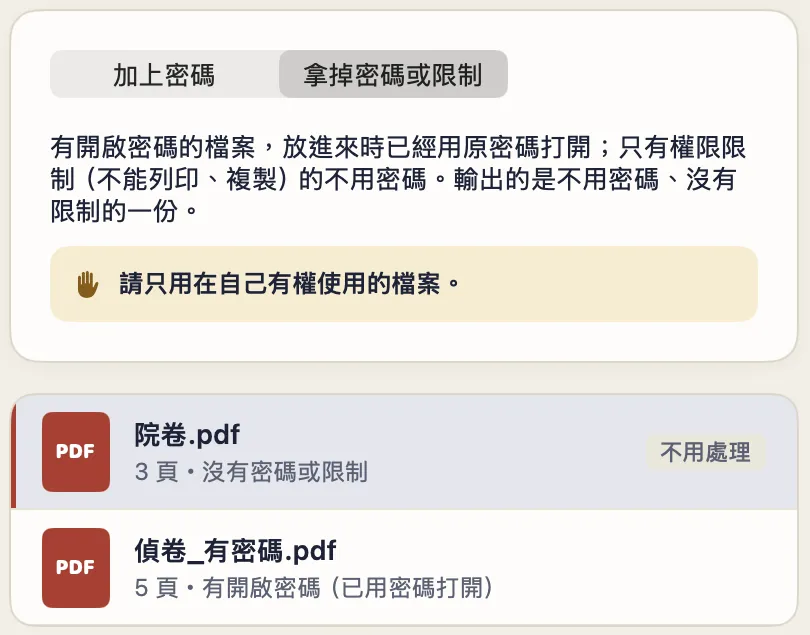 加上密碼
拿掉密碼或限制
有開啟密碼的檔案，放進來時已經用原密碼打開；只有權限限
制（不能列印、複製）的不用密碼。輸出的是不用密碼、沒有
限制的一份。
請只用在自己有權使用的檔案。
PDF
院卷.pdf
3 頁・沒有密碼或限制
不用處理
PDF
偵卷_有密碼.pdf
5 頁・有開啟密碼（已用密碼打開）